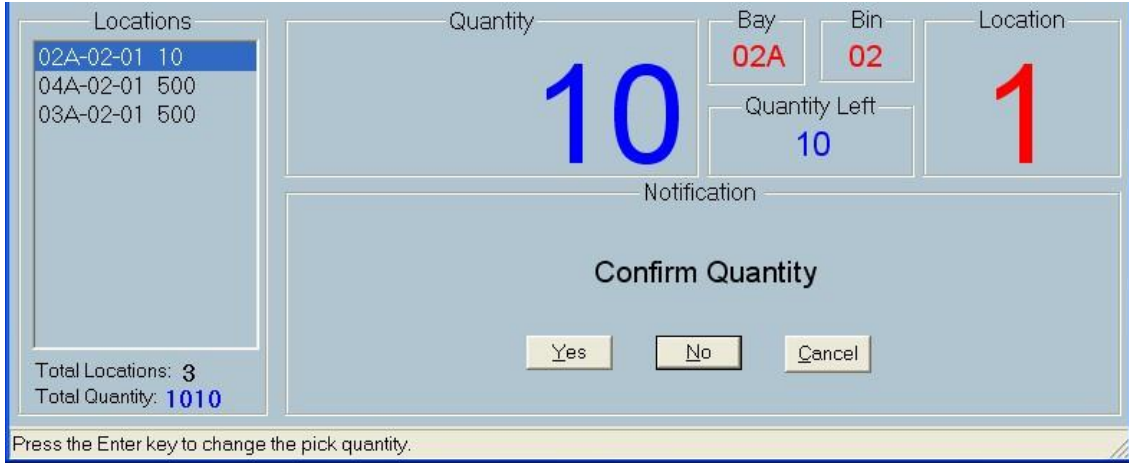 Locations
02A-02-01 10
04A-02-01 500
03A-02-01 500
Total Locations: 3
Total Quantity: 1010
Quantity
10
Bay
02A
Bin
02
Quantity Left
10
Location
1
Notification
Confirm Quantity
Yes No Cancel
Press the Enter key to change the pick quantity.